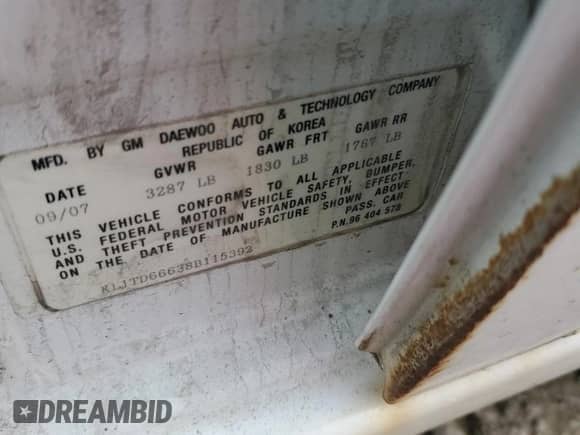 MFD. BY GM DAEWOO AUTO & TECHNOLOGY COMPANY
REPUBLIC OF KOREA
DATE GVWR GAWR FRT GAWR RR
09/07 3287 LB 1830 LB 1767 LB
THIS VEHICLE CONFORMS TO ALL APPLICABLE
U.S. FEDERAL MOTOR VEHICLE SAFETY, BUMPER,
AND THEFT PREVENTION STANDARDS IN EFFECT
ON THE DATE OF MANUFACTURE SHOWN ABOVE
PASS. CAR
P.N.96 404 578
KL1TD66638B115392
DREAMBID